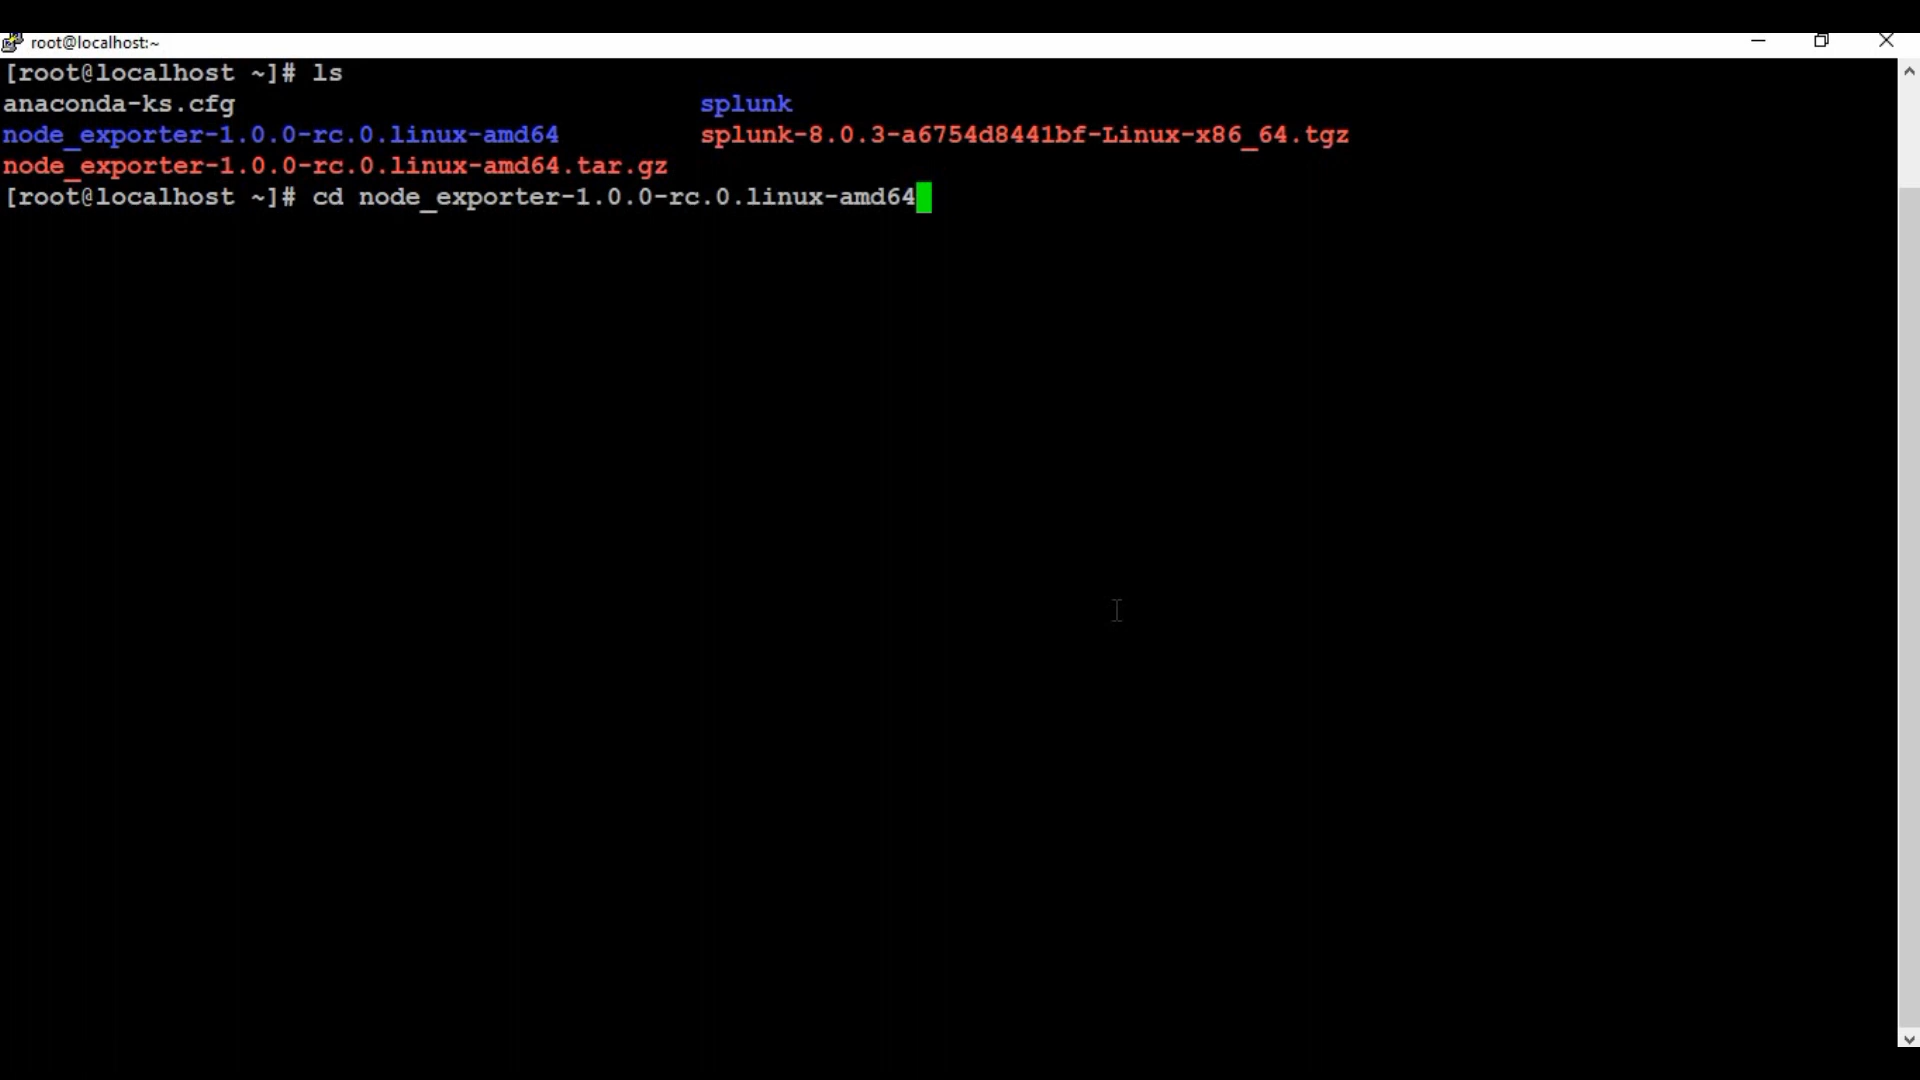 root@localhost:~
[root@localhost ~]# ls
anaconda-ks.cfg splunk
node_exporter-1.0.0-rc.0.linux-amd64 splunk-8.0.3-a6754d8441bf-Linux-x86_64.tgz
node_exporter-1.0.0-rc.0.linux-amd64.tar.gz
[root@localhost ~]# cd node_exporter-1.0.0-rc.0.linux-amd64